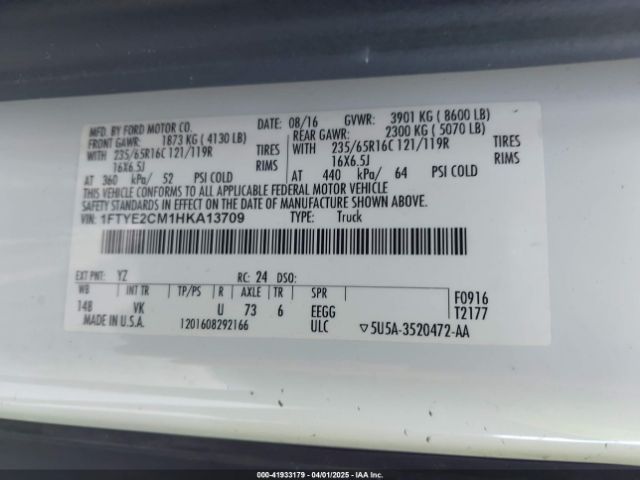 MFD. BY FORD MOTOR CO. DATE: 08/16 GVWR: 3901 KG ( 8600 LB)
FRONT GAWR: 1873 KG ( 4130 LB) REAR GAWR: 2300 KG ( 5070 LB)
WITH 235/65R16C 121/119R TIRES WITH 235/65R16C 121/119R TIRES
16X6.5J RIMS 16X6.5J RIMS
AT 360 kPa/ 52 PSI COLD AT 440 kPa/ 64 PSI COLD
THIS VEHICLE CONFORMS TO ALL APPLICABLE FEDERAL MOTOR VEHICLE
SAFETY STANDARDS IN EFFECT ON THE DATE OF MANUFACTURE SHOWN ABOVE.
VIN: 1FTYE2CM1HKA13709 TYPE: Truck
EXT PNT: YZ RC: 24 DSO:
WB INT TR TP/PS R AXLE TR SPR F0916
148 VK U 73 6 EEGG T2177
MADE IN U.S.A. 1201608292166 ULC ▽5U5A-3520472-AA
000-41933179 | 04/01/2025 | IAA Inc.